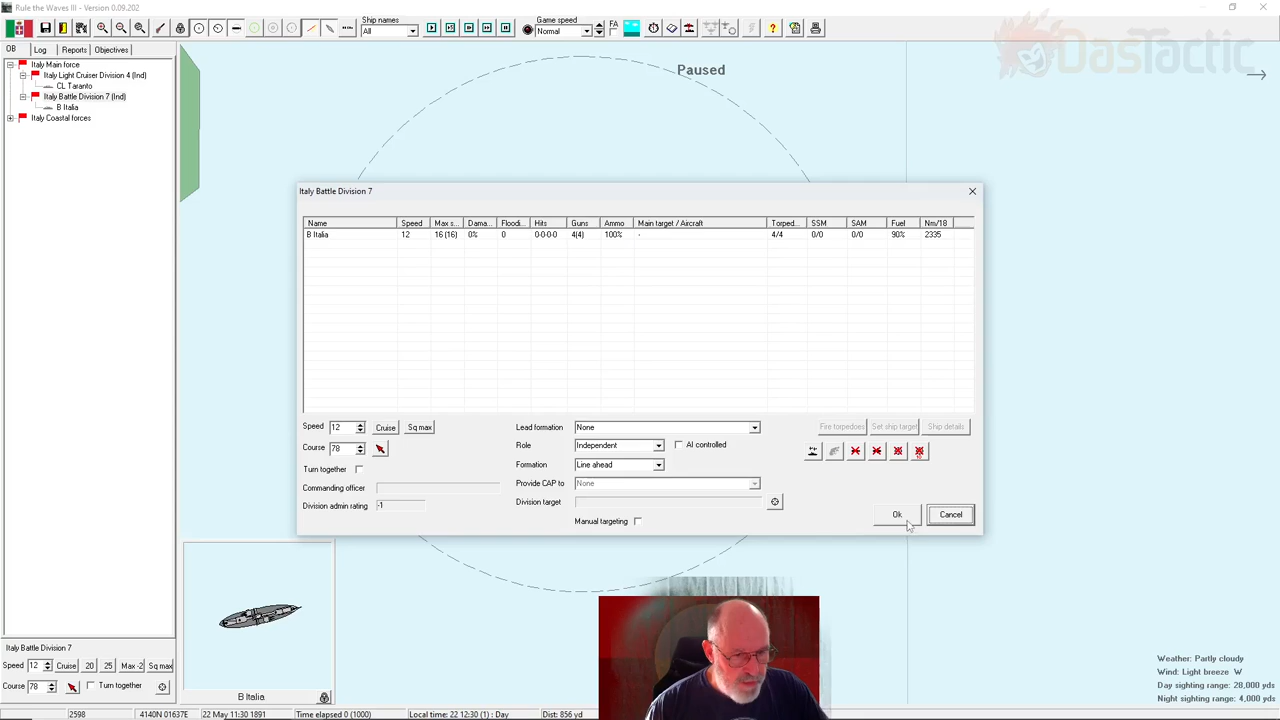 Rule the Waves III - Version 0.09.202
Ship names
All
Game speed
Normal
FA
OB Log Reports Objectives
Italy Main force
Italy Light Cruiser Division 4 (Ind)
CL Taranto
Italy Battle Division 7 (Ind)
B Italia
Italy Coastal forces
Paused
DasTactic
Italy Battle Division 7
Name Speed Max s... Dama... Floodi... Hits Guns Ammo Main target / Aircraft Torped... SSM SAM Fuel Nm/18
B Italia 12 16 (16) 0% 0 0-0-0-0 4(4) 100% - 4/4 0/0 0/0 90% 2335
Speed 12 Cruise Sq max
Course 78
Turn together
Commanding officer
Division admin rating -1
Lead formation None
Role Independent AI controlled
Formation Line ahead
Provide CAP to None
Division target
Manual targeting
Fire torpedoes Set ship target Ship details
Ok Cancel
B Italia
Italy Battle Division 7
Speed 12 Cruise 20 25 Max -2 Sq max
Course 78 Turn together
Weather: Partly cloudy
Wind: Light breeze W
Day sighting range: 28,000 yds
Night sighting range: 4,000 yds
2598 4140N 01637E 22 May 11:30 1891 Time elapsed 0 (1000) Local time: 22 12:30 (1) : Day Dist: 856 yd